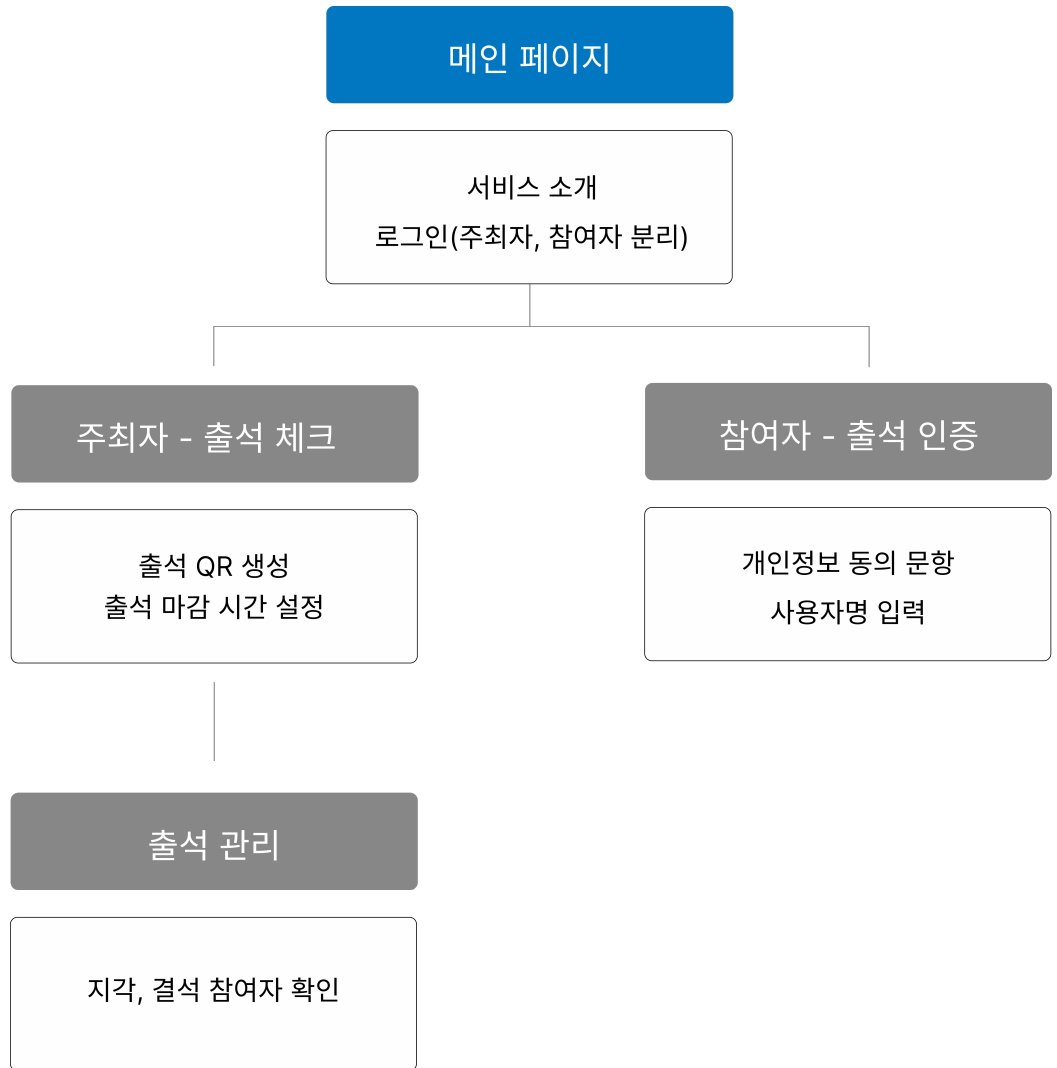 메인 페이지
서비스 소개
로그인(주최자, 참여자 분리)
주최자 - 출석 체크
출석 QR 생성
출석 마감 시간 설정
참여자 - 출석 인증
개인정보 동의 문항
사용자명 입력
출석 관리
지각, 결석 참여자 확인